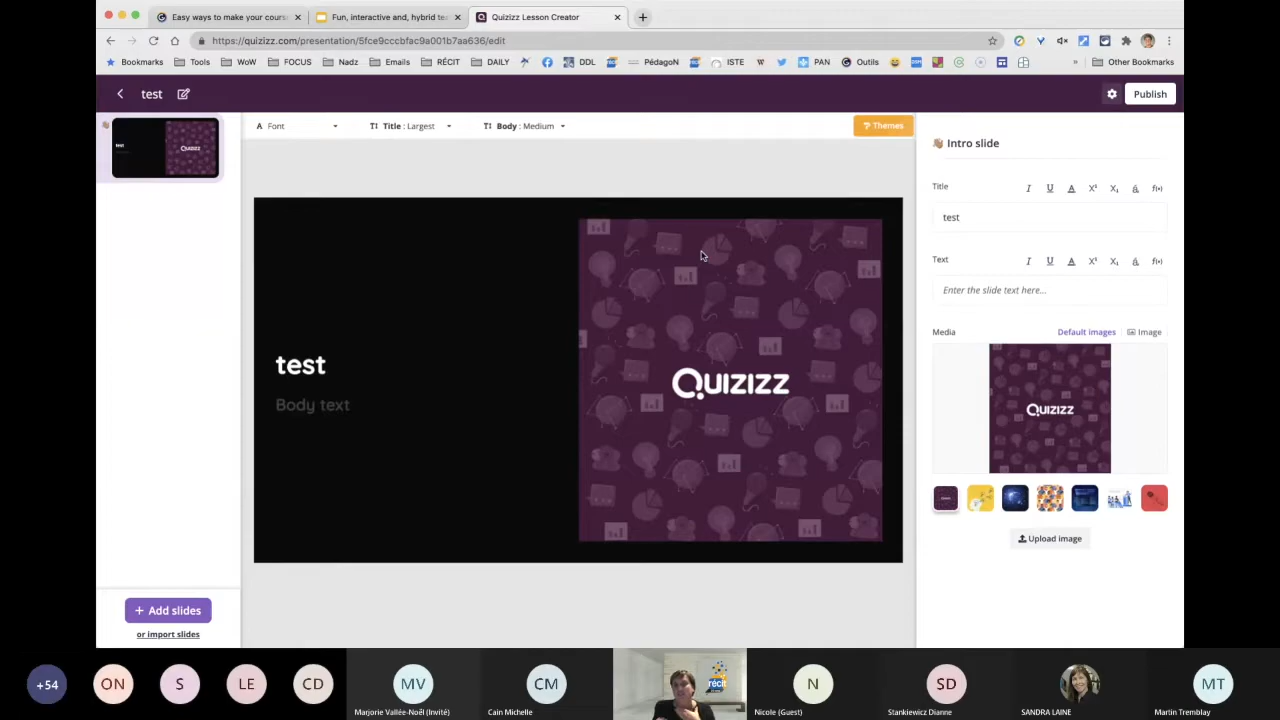 Easy ways to make your cours
Fun, interactive and, hybrid te
Quizizz Lesson Creator
https://quizizz.com/presentation/5fce9cccbfac9a001b7aa636/edit
Bookmarks
Tools
WoW
FOCUS
Nadz
Emails
RÉCIT
DAILY
DDL
PédagoN
ISTE
PAN
Outils
Other Bookmarks
test
Publish
Font
Title : Largest
Body : Medium
Themes
test
QUIZIZZ
Intro slide
Title
test
Text
Enter the slide text here...
Media
Default images
Image
QUIZIZZ
Upload image
test
Body text
QUIZIZZ
+ Add slides
or import slides
+54
ON
S
LE
CD
MV
Marjorie Vallée-Noël (Invité)
CM
Cain Michelle
récit
N
Nicole (Guest)
SD
Stankiewicz Dianne
SANDRA LAINE
MT
Martin Tremblay